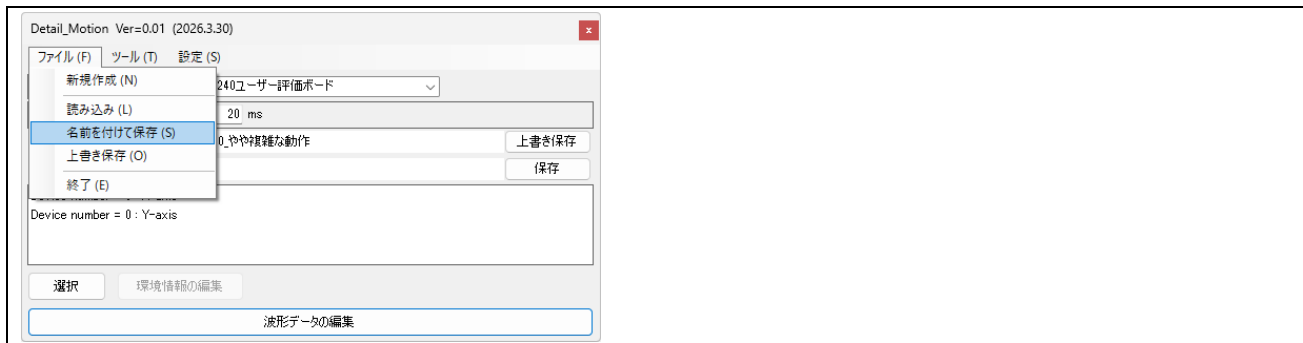 Detail_Motion Ver=0.01 (2026.3.30)
x
ファイル (F) ツール (T) 設定 (S)
新規作成 (N)
240ユーザー評価ボード
読み込み (L)
20 ms
名前を付けて保存 (S)
0_やや複雑な動作
上書き保存
上書き保存 (O)
保存
終了 (E)
Device number = 0 : Y-axis
選択 環境情報の編集
波形データの編集